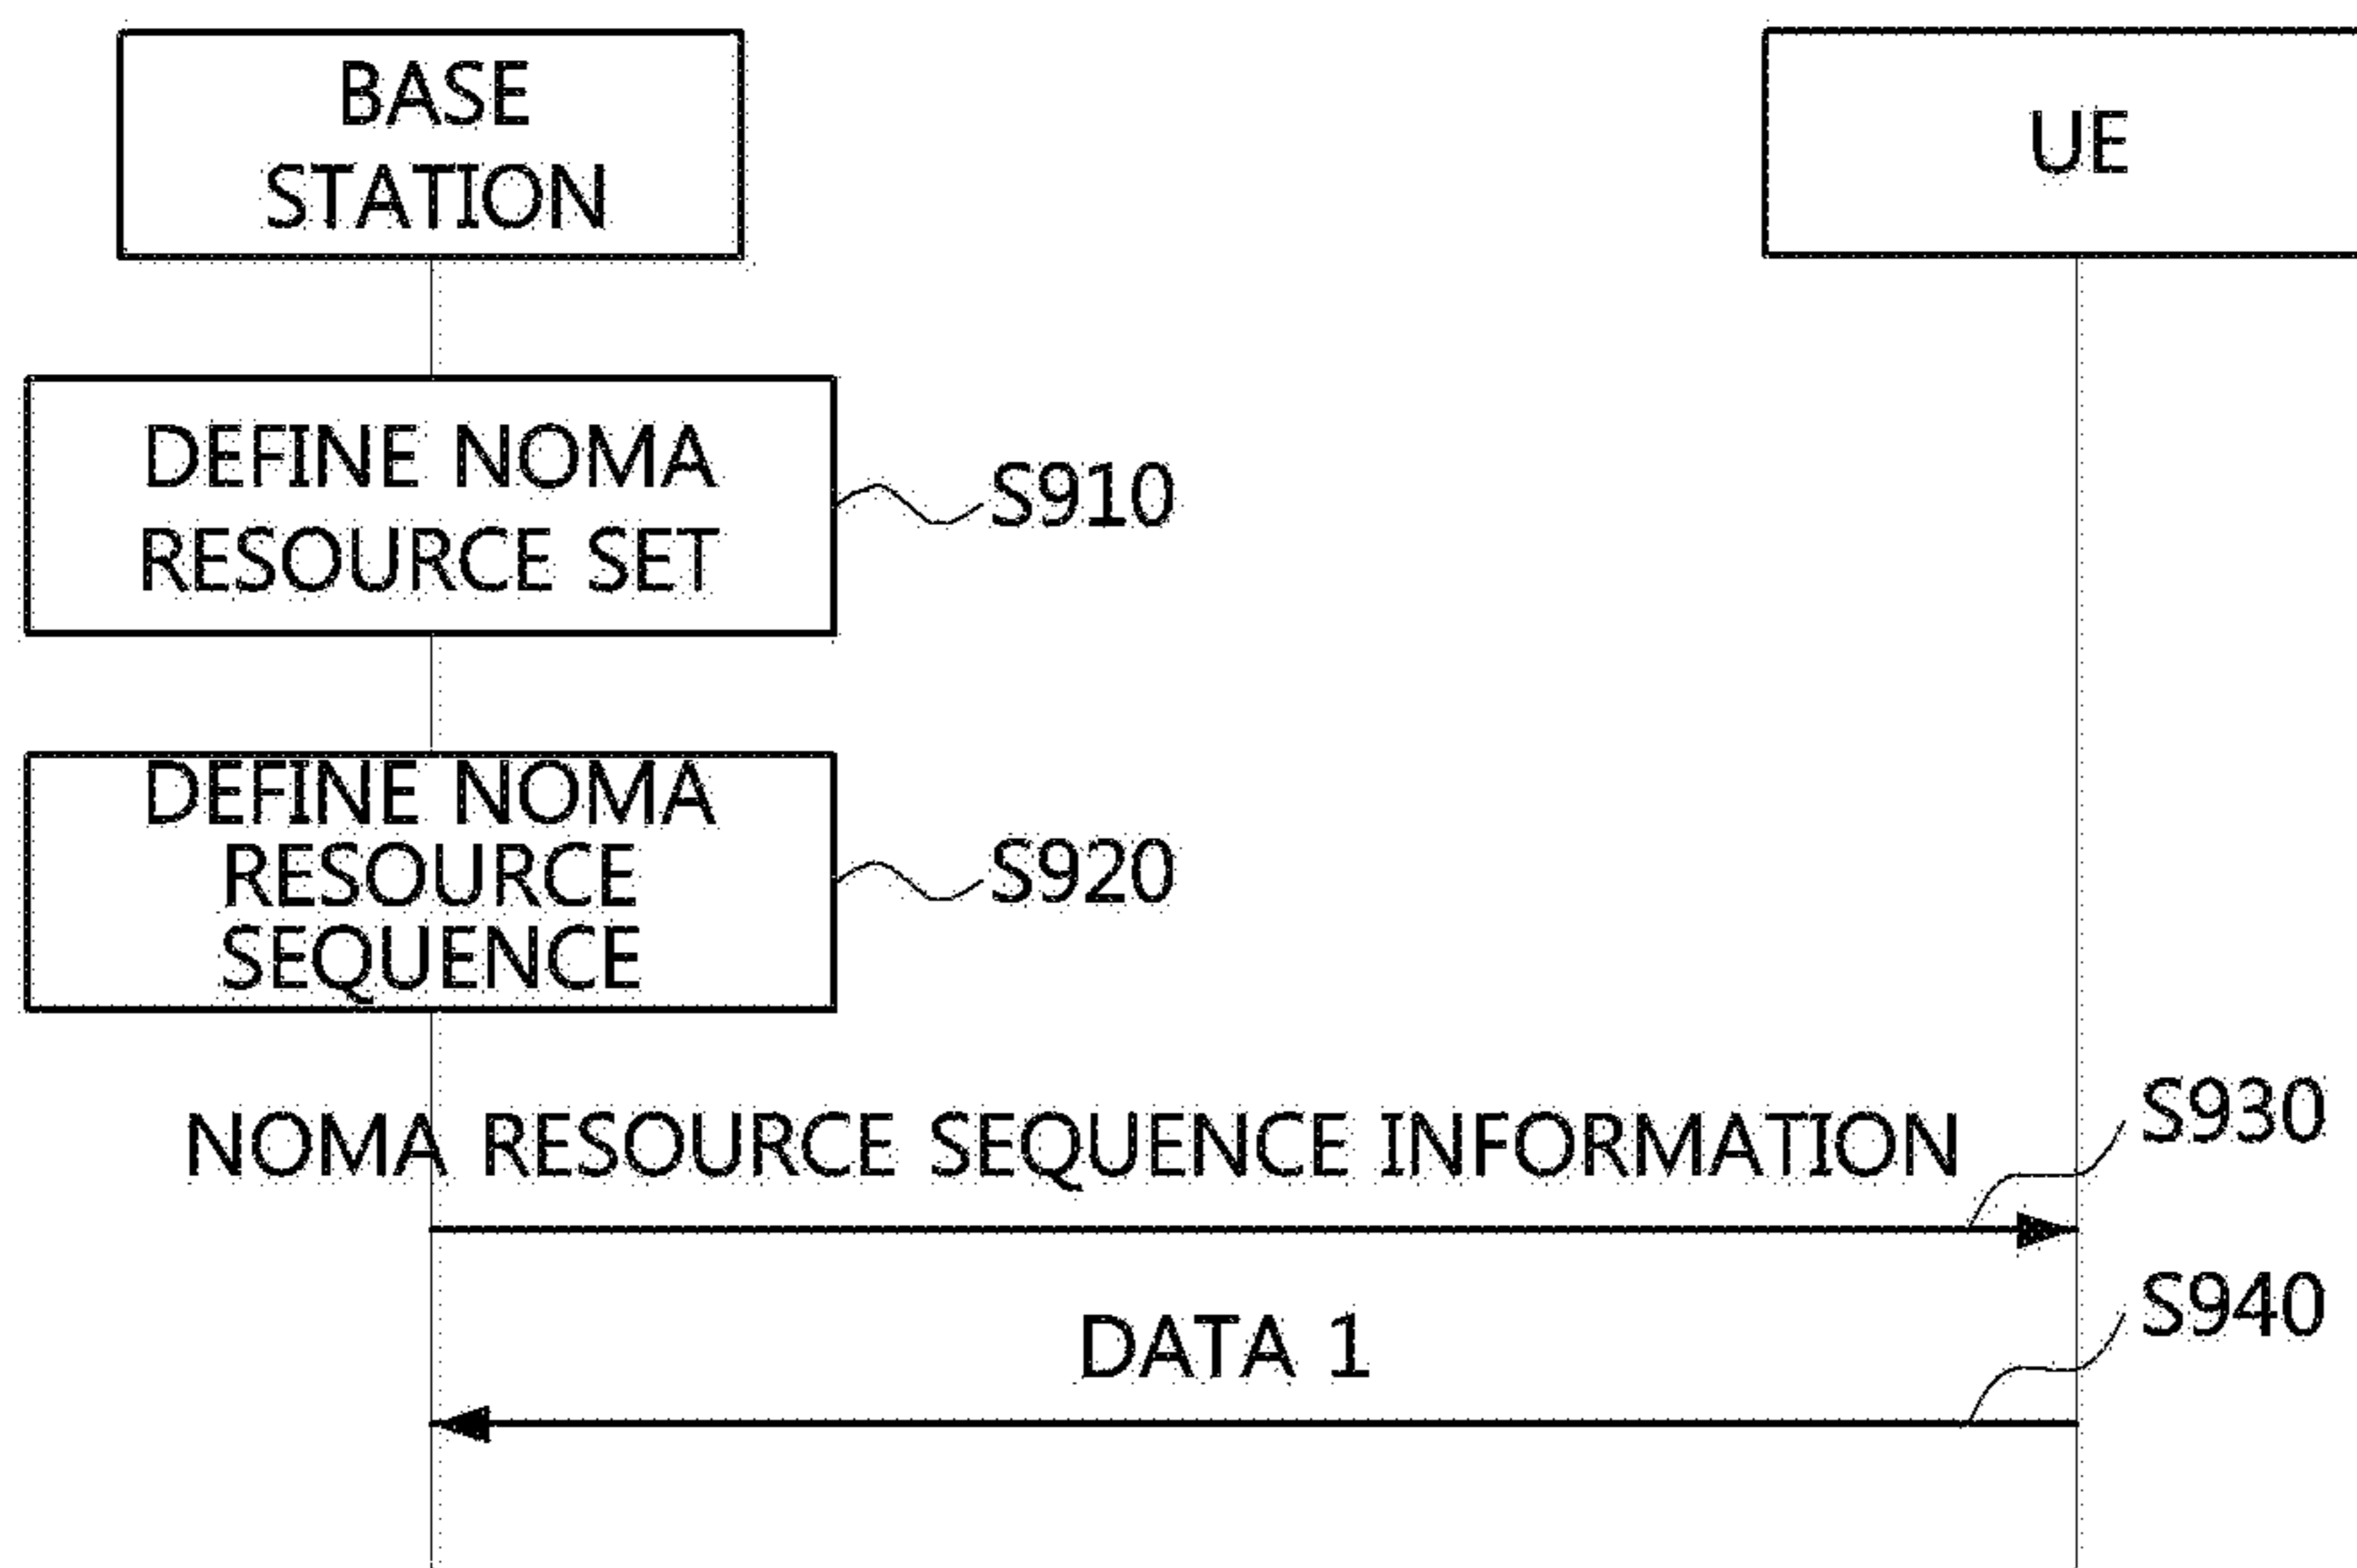 BASE
STATION
UE
DEFINE NOMA
RESOURCE SET
S910
DEFINE NOMA
RESOURCE
SEQUENCE
S920
NOMA RESOURCE SEQUENCE INFORMATION
S930
DATA 1
S940